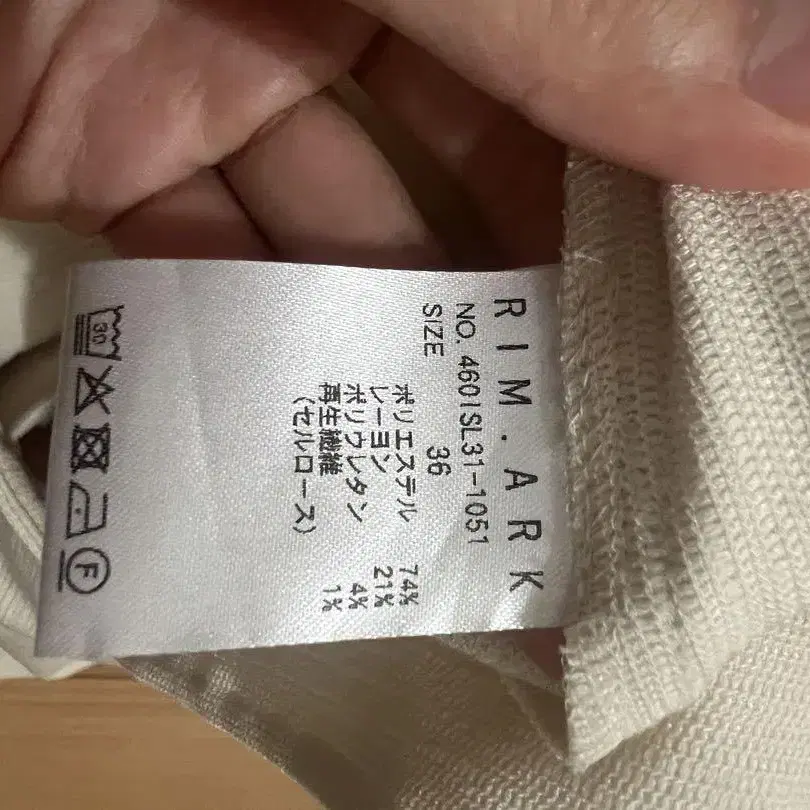 RIM.ARK
NO. 4601SL31-1051
SIZE 36
ポリエステル 74%
レーヨン 21%
ポリウレタン 4%
再生繊維 1%
(セルロース)
30
F